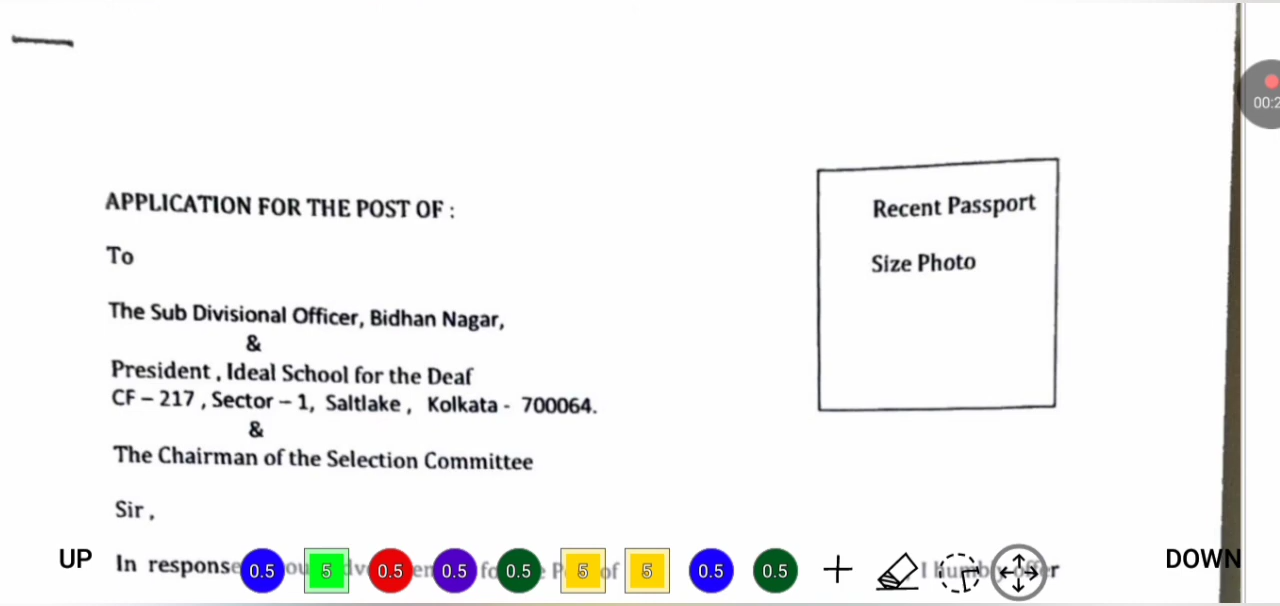 APPLICATION FOR THE POST OF :
Recent Passport
Size Photo
To
The Sub Divisional Officer, Bidhan Nagar,
&
President , Ideal School for the Deaf
CF – 217 , Sector – 1, Saltlake , Kolkata - 700064.
&
The Chairman of the Selection Committee
Sir ,
In response
UP
0.5 5 0.5 0.5 0.5 5 5 0.5 0.5
DOWN